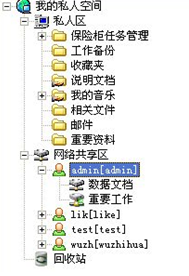 我的私人空间
私人区
保险柜任务管理
工作备份
收藏夹
说明文档
我的音乐
相关文件
邮件
重要资料
网络共享区
admin[admin]
数据文档
重要工作
lik[like]
test[test]
wuzh[wuzhihua]
回收站